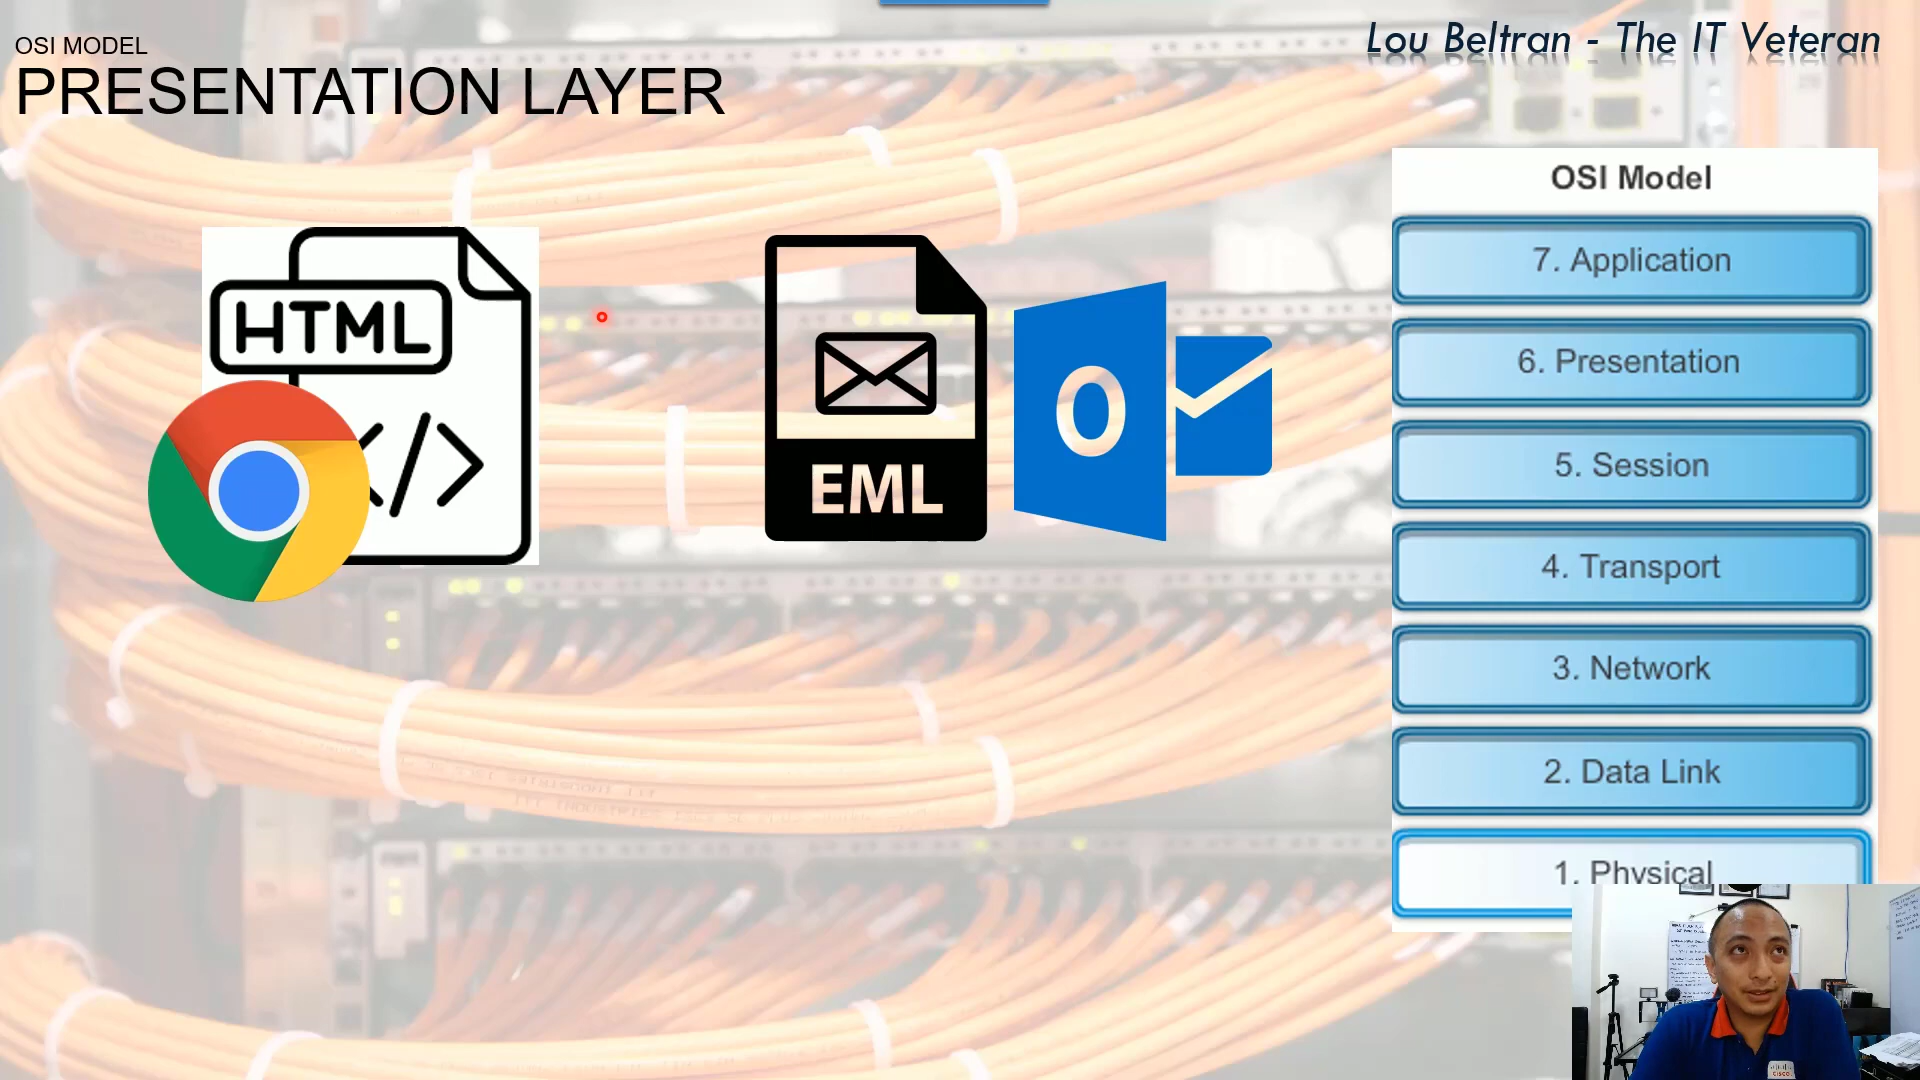 OSI MODEL
PRESENTATION LAYER
Lou Beltran - The IT Veteran
HTML
</>
EML
O
OSI Model
7. Application
6. Presentation
5. Session
4. Transport
3. Network
2. Data Link
1. Physical
CISCO